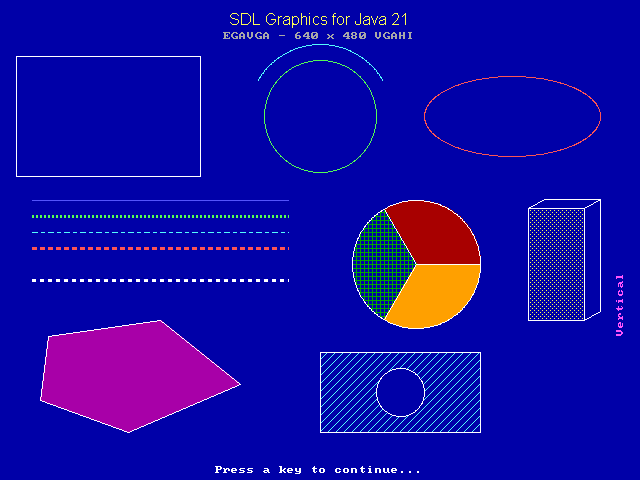 SDL Graphics for Java 21
EGAVGA - 640 x 480 VGAHI
Vertical
Press a key to continue...